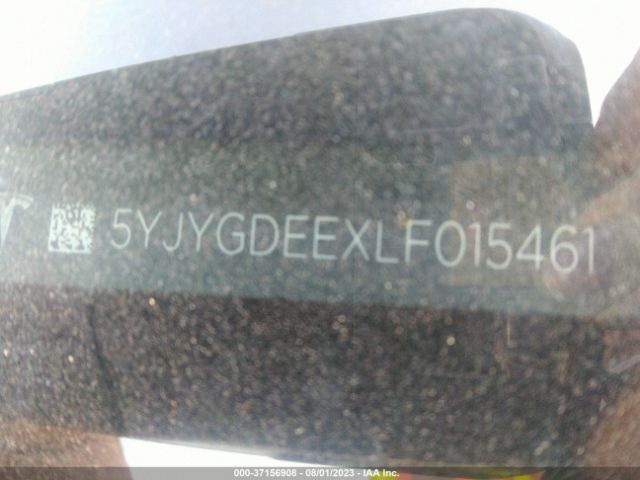 5YJYGDEEXLF015461
000-37156908 - 08/01/2023 - IAA Inc.